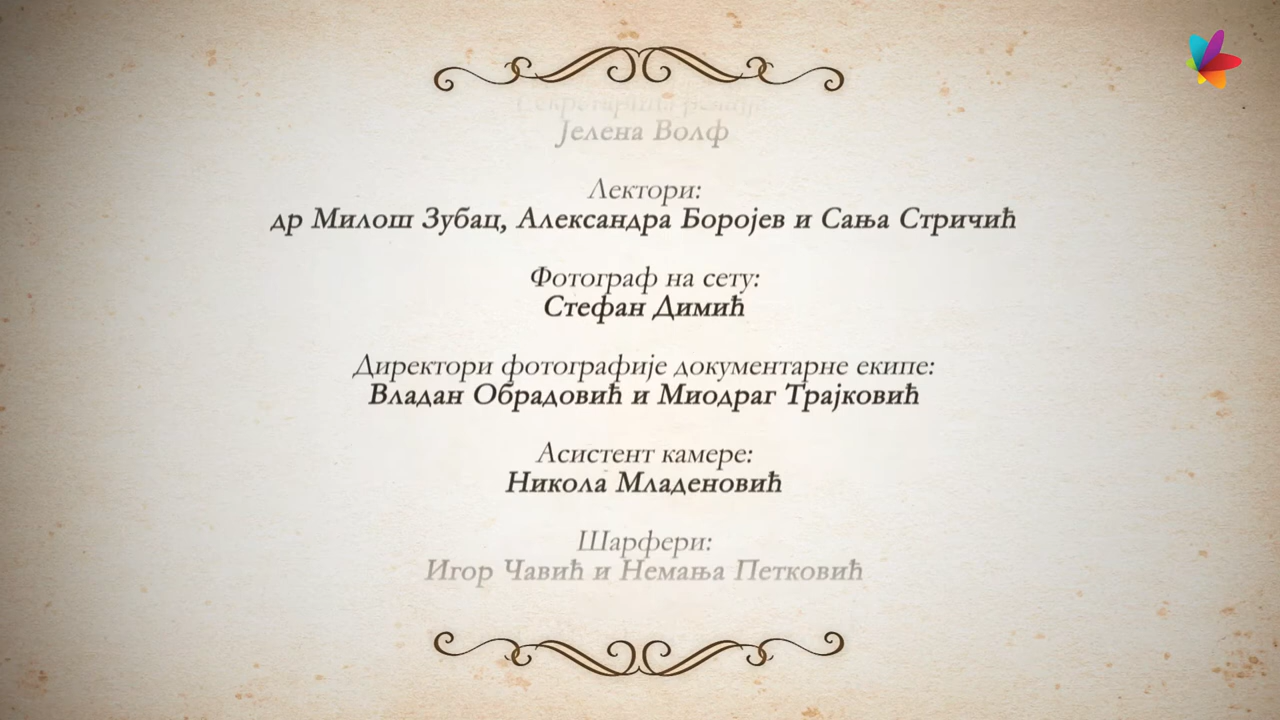 Јелена Волф
Лектори:
др Милош Зубац, Александра Боројев и Сања Стричић
Фотограф на сету:
Стефан Димић
Директори фотографије документарне екипе:
Владан Обрадовић и Миодраг Трајковић
Асистент камере:
Никола Младеновић
Шарфери:
Игор Чавић и Немања Петковић